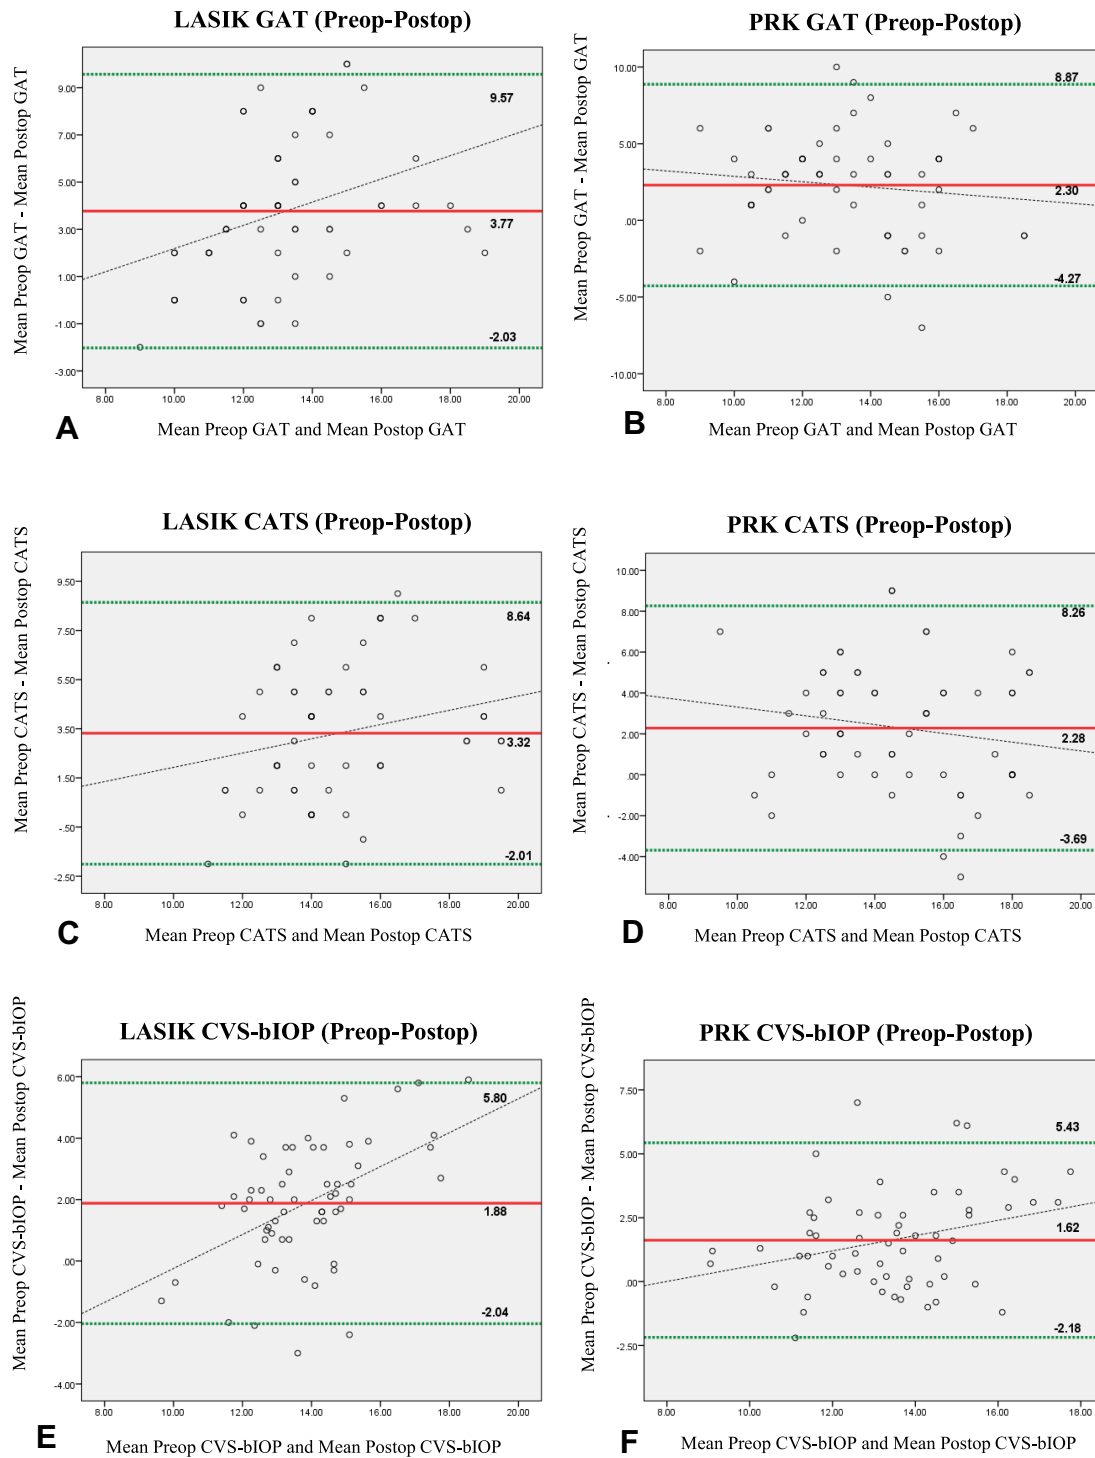 LASIK GAT (Preop-Postop)
Mean Preop GAT - Mean Postop GAT
9.00
7.00
5.00
3.00
1.00
-1.00
-3.00
9.57
3.77
-2.03
8.00 10.00 12.00 14.00 16.00 18.00 20.00
A
Mean Preop GAT and Mean Postop GAT
PRK GAT (Preop-Postop)
Mean Preop GAT - Mean Postop GAT
10.00
5.00
.00
-5.00
-10.00
8.87
2.30
-4.27
8.00 10.00 12.00 14.00 16.00 18.00 20.00
B
Mean Preop GAT and Mean Postop GAT
LASIK CATS (Preop-Postop)
Mean Preop CATS - Mean Postop CATS
9.50
7.50
5.50
3.50
1.50
-.50
-2.50
8.64
3.32
-2.01
8.00 10.00 12.00 14.00 16.00 18.00 20.00
C
Mean Preop CATS and Mean Postop CATS
PRK CATS (Preop-Postop)
Mean Preop CATS - Mean Postop CATS
10.00
8.00
6.00
4.00
2.00
.00
-2.00
-4.00
8.26
2.28
-3.69
8.00 10.00 12.00 14.00 16.00 18.00 20.00
D
Mean Preop CATS and Mean Postop CATS
LASIK CVS-bIOP (Preop-Postop)
Mean Preop CVS-bIOP - Mean Postop CVS-bIOP
6.00
4.00
2.00
.00
-2.00
-4.00
5.80
1.88
-2.04
8.00 10.00 12.00 14.00 16.00 18.00 20.00
E
Mean Preop CVS-bIOP and Mean Postop CVS-bIOP
PRK CVS-bIOP (Preop-Postop)
Mean Preop CVS-bIOP - Mean Postop CVS-bIOP
7.50
5.00
2.50
.00
-2.50
5.43
1.62
-2.18
8.00 10.00 12.00 14.00 16.00 18.00
F
Mean Preop CVS-bIOP and Mean Postop CVS-bIOP